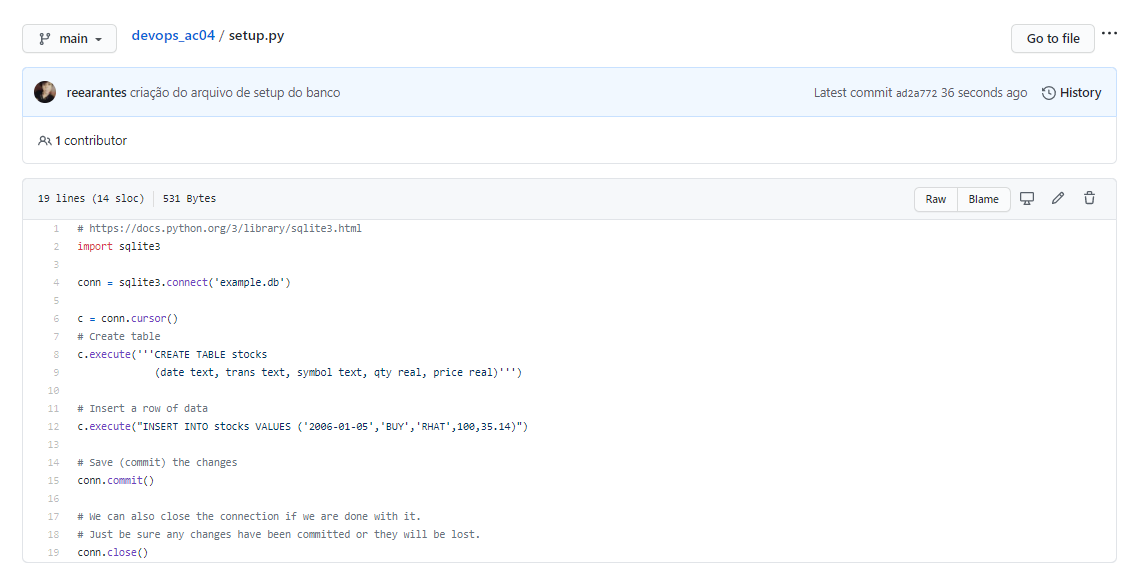 main
devops_ac04 / setup.py
Go to file
reearantes criação do arquivo de setup do banco
Latest commit ad2a772 36 seconds ago
History
1 contributor
19 lines (14 sloc) 531 Bytes
Raw
Blame
1 # https://docs.python.org/3/library/sqlite3.html
2 import sqlite3
3
4 conn = sqlite3.connect('example.db')
5
6 c = conn.cursor()
7 # Create table
8 c.execute('''CREATE TABLE stocks
9 (date text, trans text, symbol text, qty real, price real)''')
10
11 # Insert a row of data
12 c.execute("INSERT INTO stocks VALUES ('2006-01-05','BUY','RHAT',100,35.14)")
13
14 # Save (commit) the changes
15 conn.commit()
16
17 # We can also close the connection if we are done with it.
18 # Just be sure any changes have been committed or they will be lost.
19 conn.close()